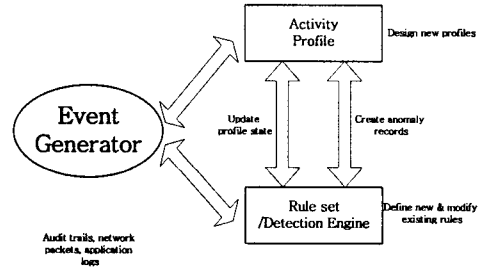 Activity
Profile
Design new profiles
Event
Generator
Update
profile state
Create anomaly
records
Rule set
/Detection Engine
Define new & modify
existing rules
Audit trails, network
packets, application
logs